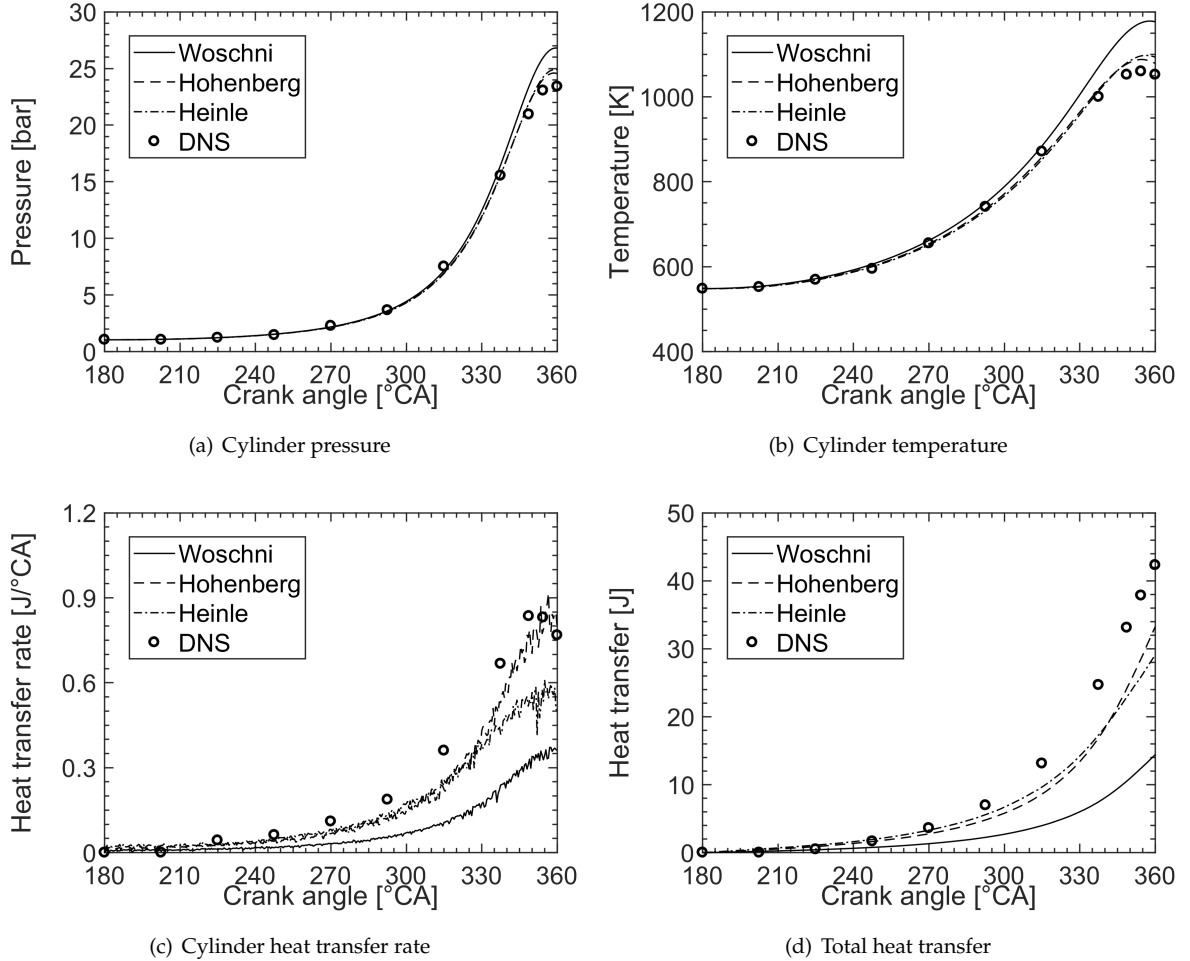 30
25
20
15
10
5
0
Pressure [bar]
Woschni
Hohenberg
Heinle
DNS
180 210 240 270 300 330 360
Crank angle [°CA]
(a) Cylinder pressure
1200
1000
800
600
400
Temperature [K]
Woschni
Hohenberg
Heinle
DNS
180 210 240 270 300 330 360
Crank angle [°CA]
(b) Cylinder temperature
1.2
0.9
0.6
0.3
0
Heat transfer rate [J/°CA]
Woschni
Hohenberg
Heinle
DNS
180 210 240 270 300 330 360
Crank angle [°CA]
(c) Cylinder heat transfer rate
50
40
30
20
10
0
Heat transfer [J]
Woschni
Hohenberg
Heinle
DNS
180 210 240 270 300 330 360
Crank angle [°CA]
(d) Total heat transfer